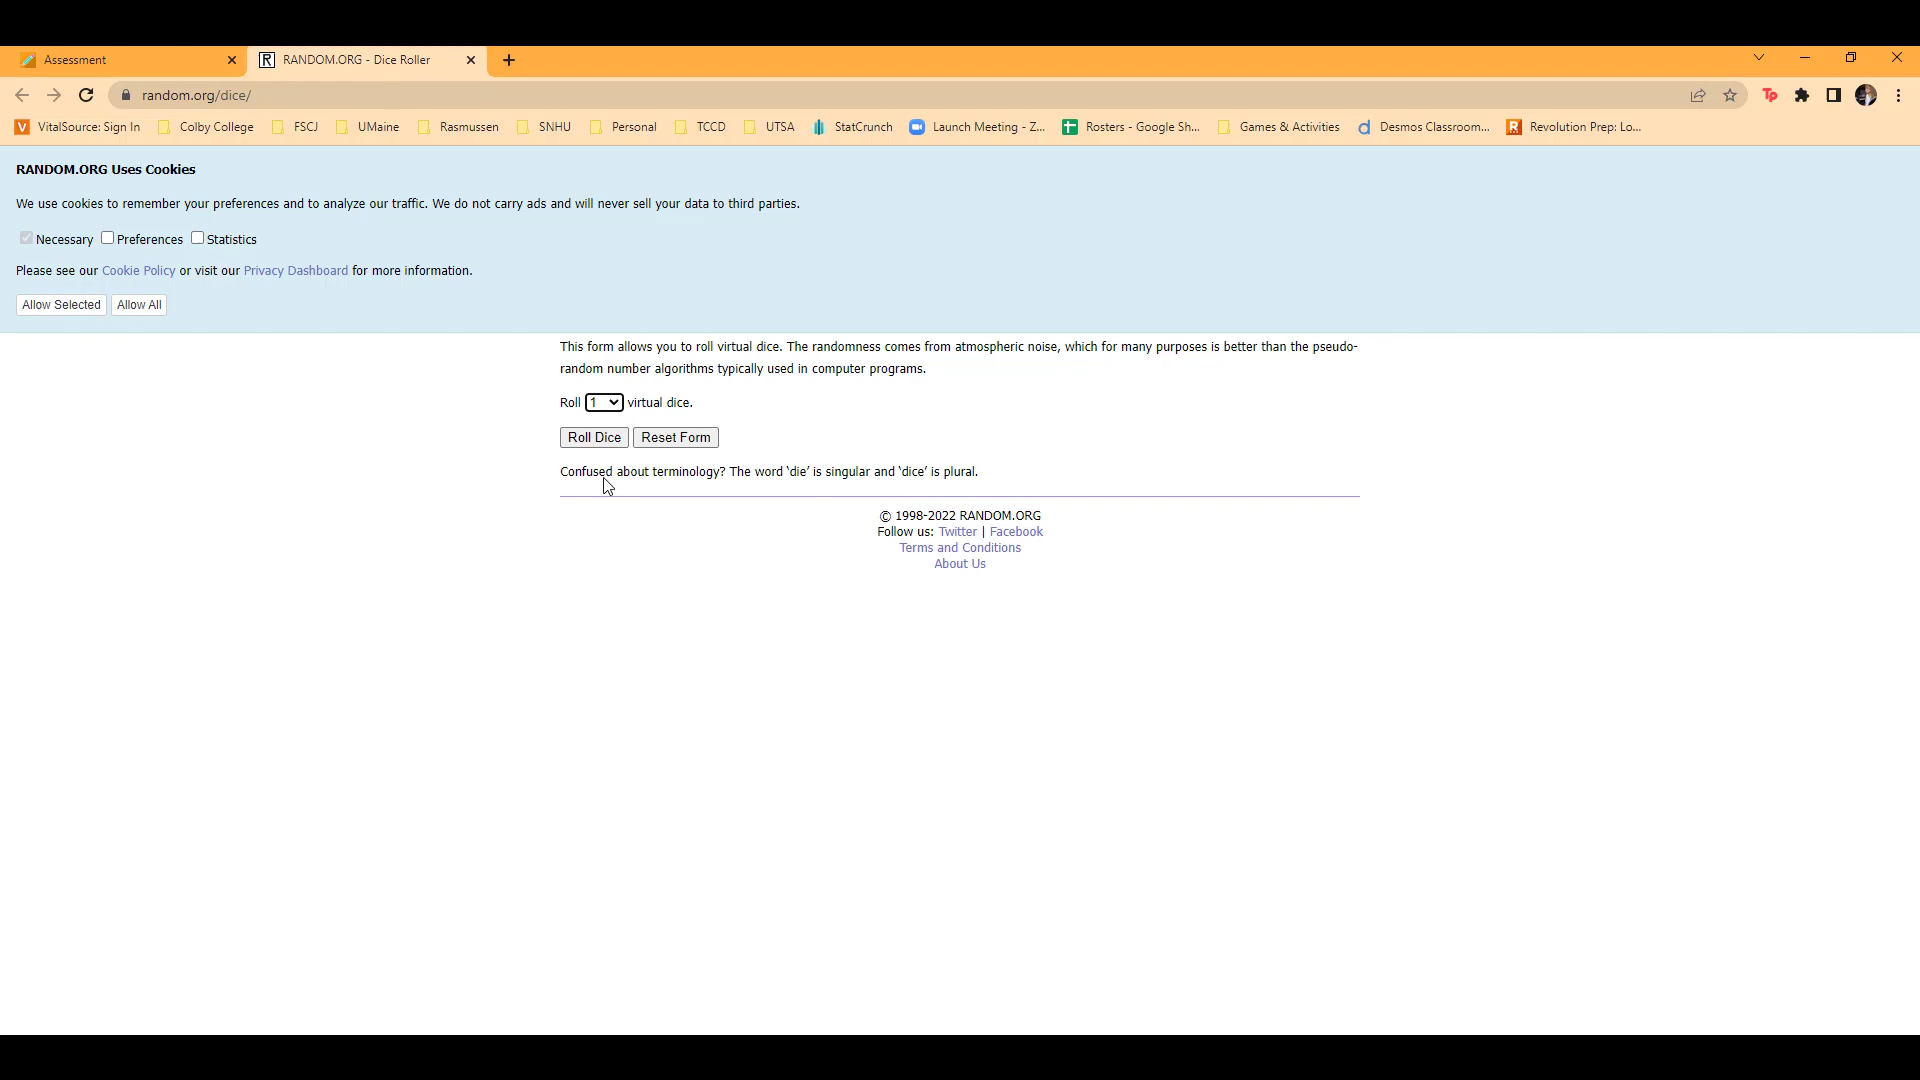 Assessment
R RANDOM.ORG - Dice Roller
random.org/dice/
Tp
V VitalSource: Sign In
Colby College
FSCJ
UMaine
Rasmussen
SNHU
Personal
TCCD
UTSA
StatCrunch
Launch Meeting - Z...
Rosters - Google Sh...
Games & Activities
d Desmos Classroom...
R Revolution Prep: Lo...
RANDOM.ORG Uses Cookies
We use cookies to remember your preferences and to analyze our traffic. We do not carry ads and will never sell your data to third parties.
Necessary Preferences Statistics
Please see our Cookie Policy or visit our Privacy Dashboard for more information.
Allow Selected Allow All
This form allows you to roll virtual dice. The randomness comes from atmospheric noise, which for many purposes is better than the pseudo-
random number algorithms typically used in computer programs.
Roll 1 virtual dice.
Roll Dice Reset Form
Confused about terminology? The word ‘die’ is singular and ‘dice’ is plural.
© 1998-2022 RANDOM.ORG
Follow us: Twitter | Facebook
Terms and Conditions
About Us